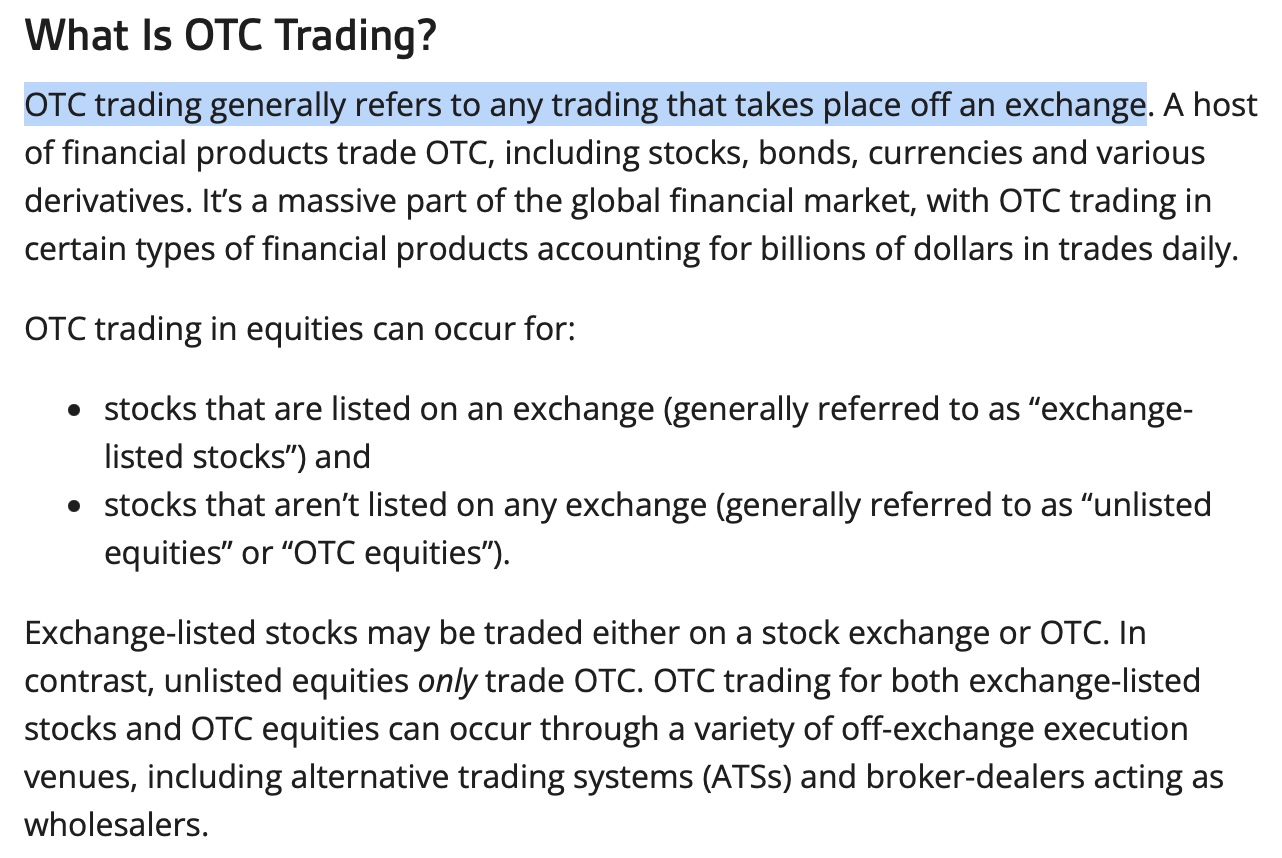 What Is OTC Trading?
OTC trading generally refers to any trading that takes place off an exchange. A host
of financial products trade OTC, including stocks, bonds, currencies and various
derivatives. It’s a massive part of the global financial market, with OTC trading in
certain types of financial products accounting for billions of dollars in trades daily.
OTC trading in equities can occur for:
• stocks that are listed on an exchange (generally referred to as “exchange-
listed stocks”) and
• stocks that aren’t listed on any exchange (generally referred to as “unlisted
equities” or “OTC equities”).
Exchange-listed stocks may be traded either on a stock exchange or OTC. In
contrast, unlisted equities only trade OTC. OTC trading for both exchange-listed
stocks and OTC equities can occur through a variety of off-exchange execution
venues, including alternative trading systems (ATSs) and broker-dealers acting as
wholesalers.